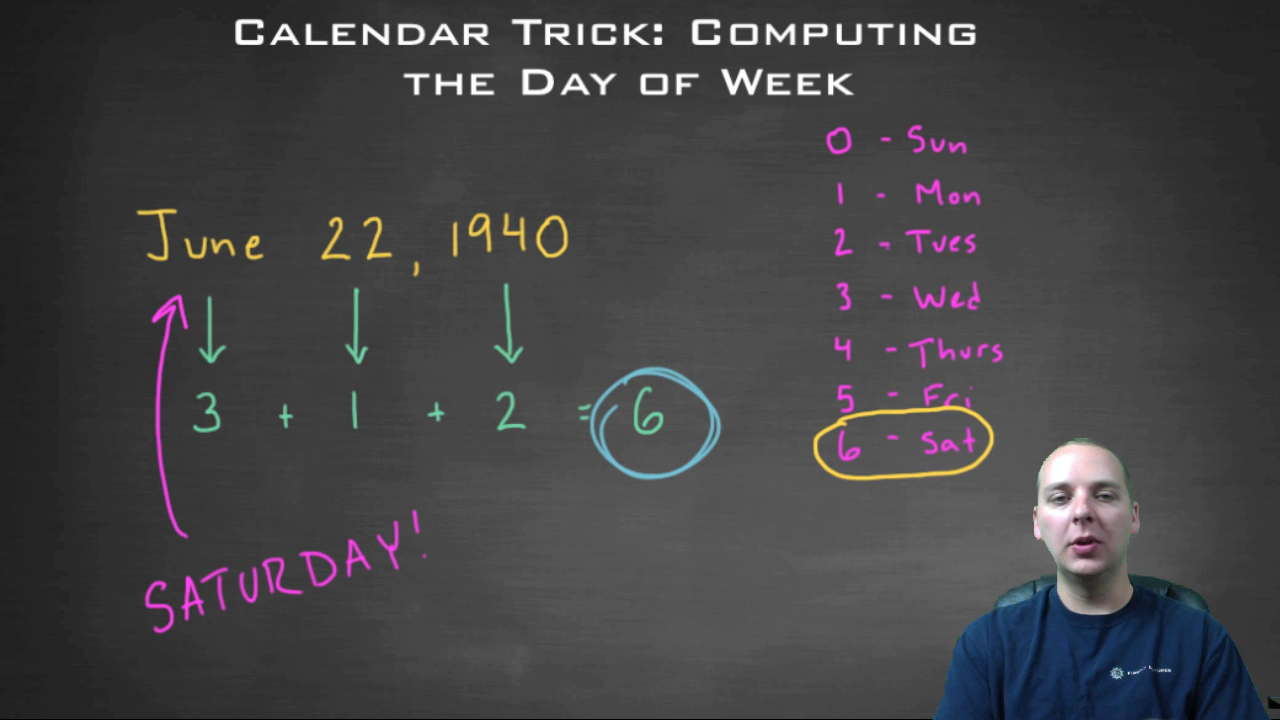 CALENDAR TRICK: COMPUTING
THE DAY OF WEEK
June 22, 1940
3 + 1 + 2 = 6
SATURDAY!
0 - Sun
1 - Mon
2 - Tues
3 - Wed
4 - Thurs
5 - Fri
6 - Sat